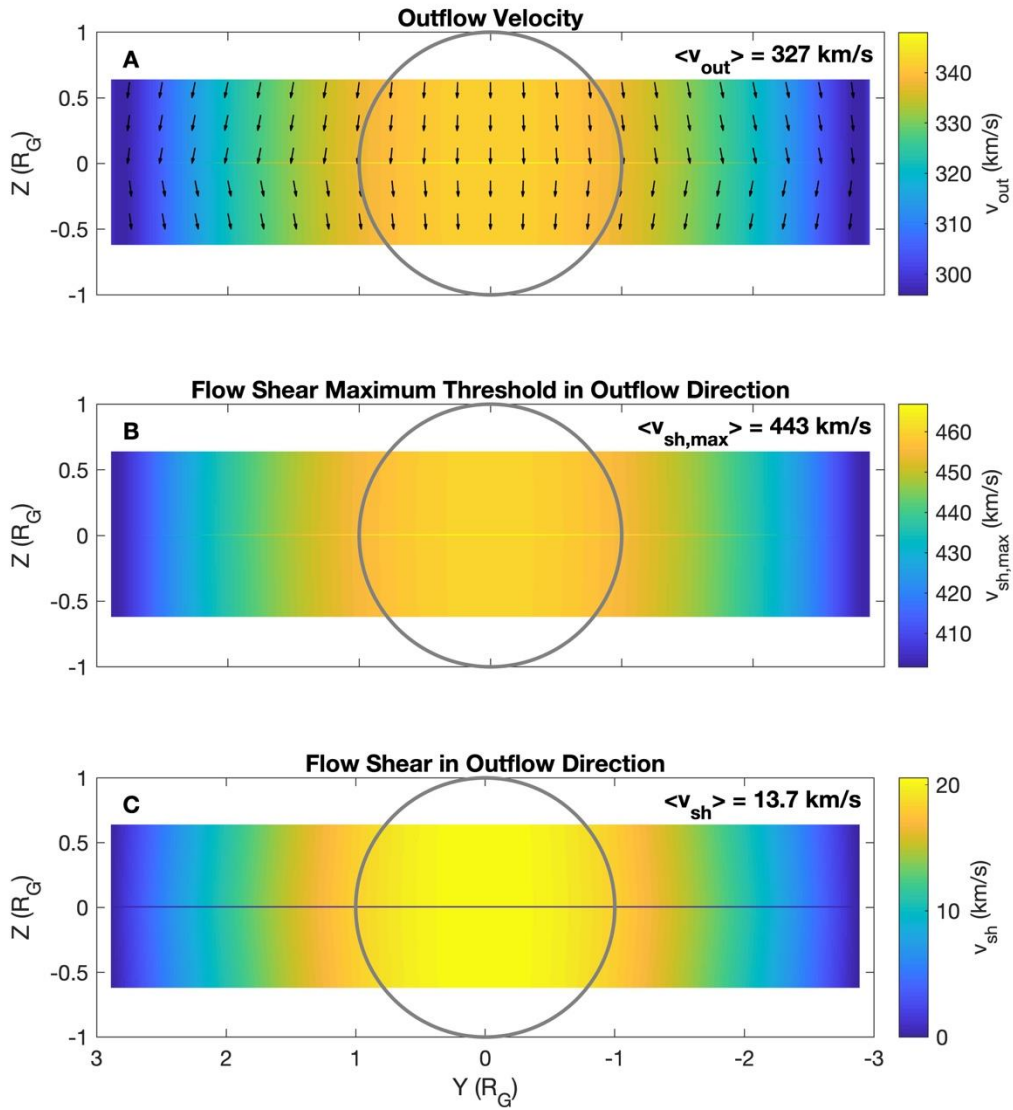 Outflow Velocity
A
<v_out> = 327 km/s
1
0.5
0
-0.5
-1
Z (R_G)
340
330
320
310
300
v_out (km/s)
Flow Shear Maximum Threshold in Outflow Direction
B
<v_sh,max> = 443 km/s
1
0.5
0
-0.5
-1
Z (R_G)
460
450
440
430
420
410
v_sh,max (km/s)
Flow Shear in Outflow Direction
C
<v_sh> = 13.7 km/s
1
0.5
0
-0.5
-1
Z (R_G)
20
10
0
v_sh (km/s)
3 2 1 0 -1 -2 -3
Y (R_G)